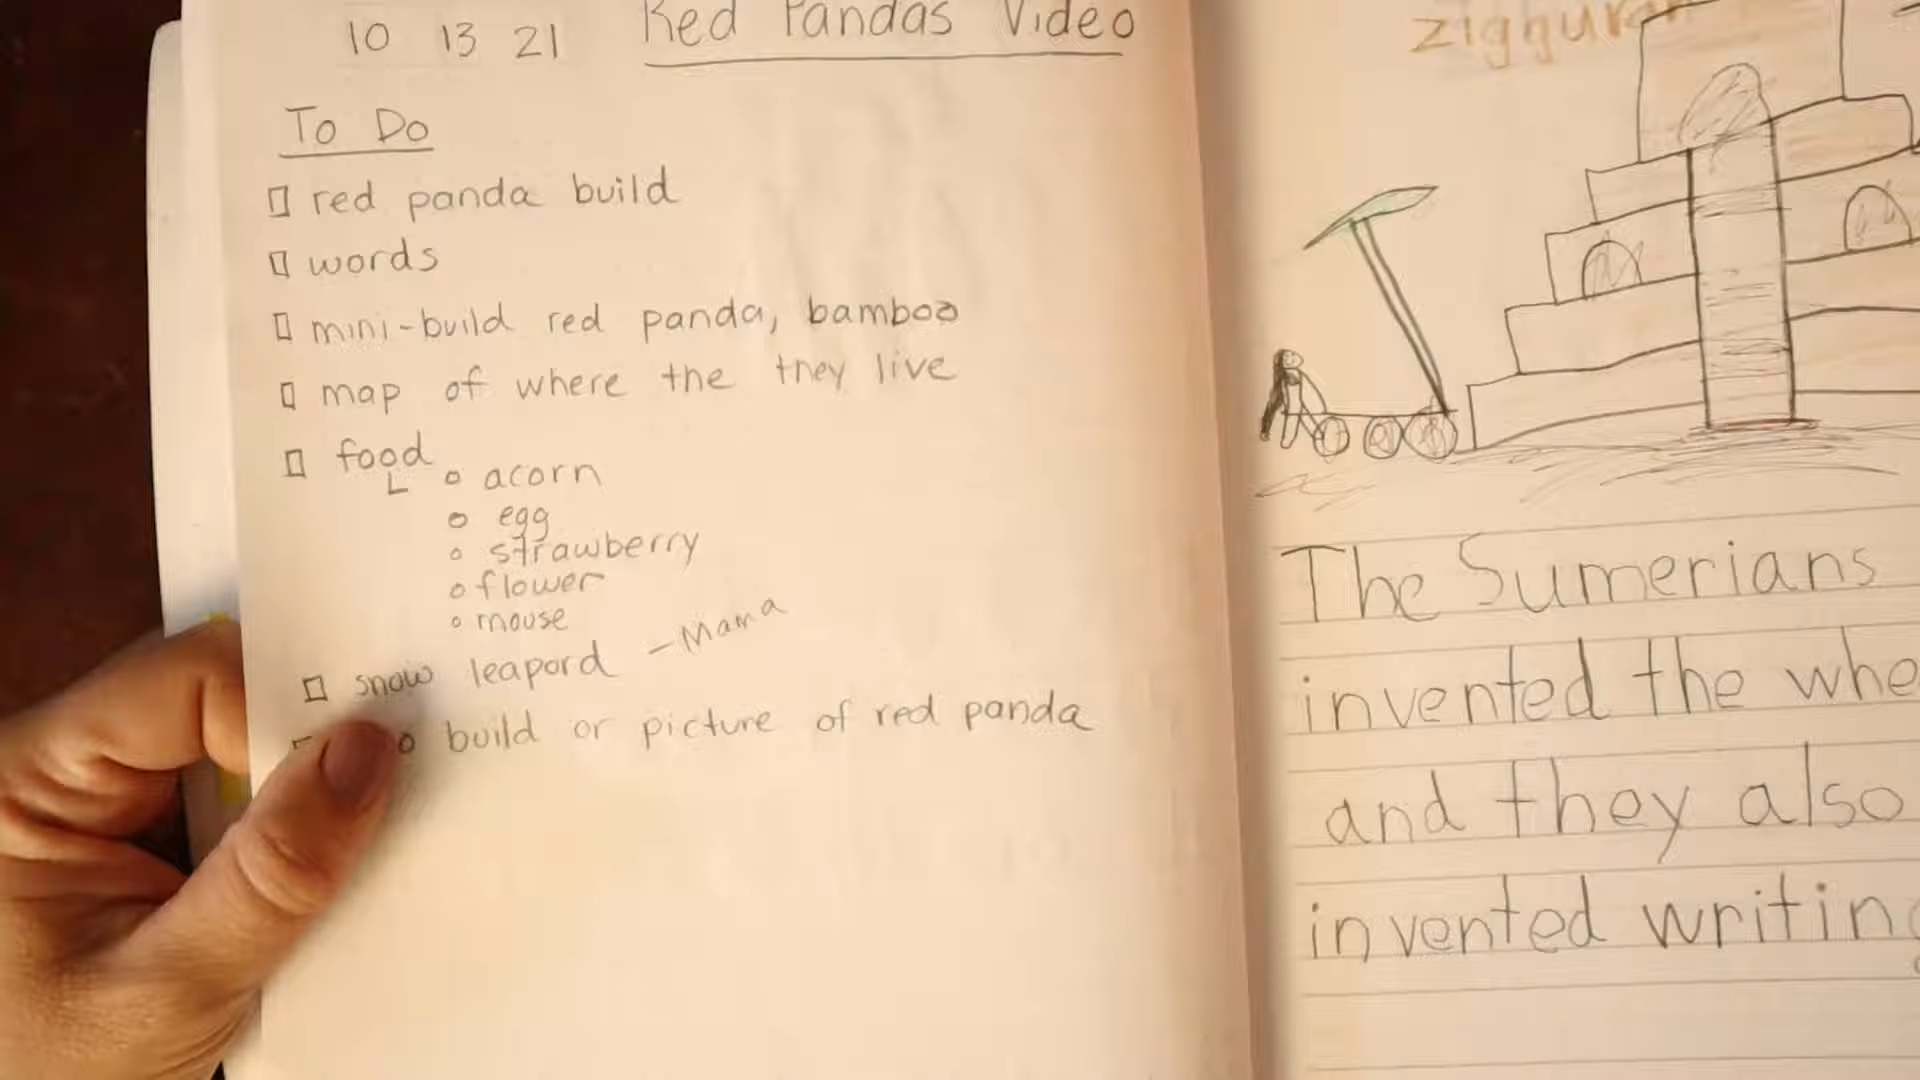 10 13 21 Red Pandas Video
To Do
red panda build
words
mini-build red panda, bamboo
map of where the they live
food
acorn
egg
strawberry
flower
mouse
snow leapord - Mama
build or picture of red panda
The Sumerians
invented the whe
and they also
invented writing